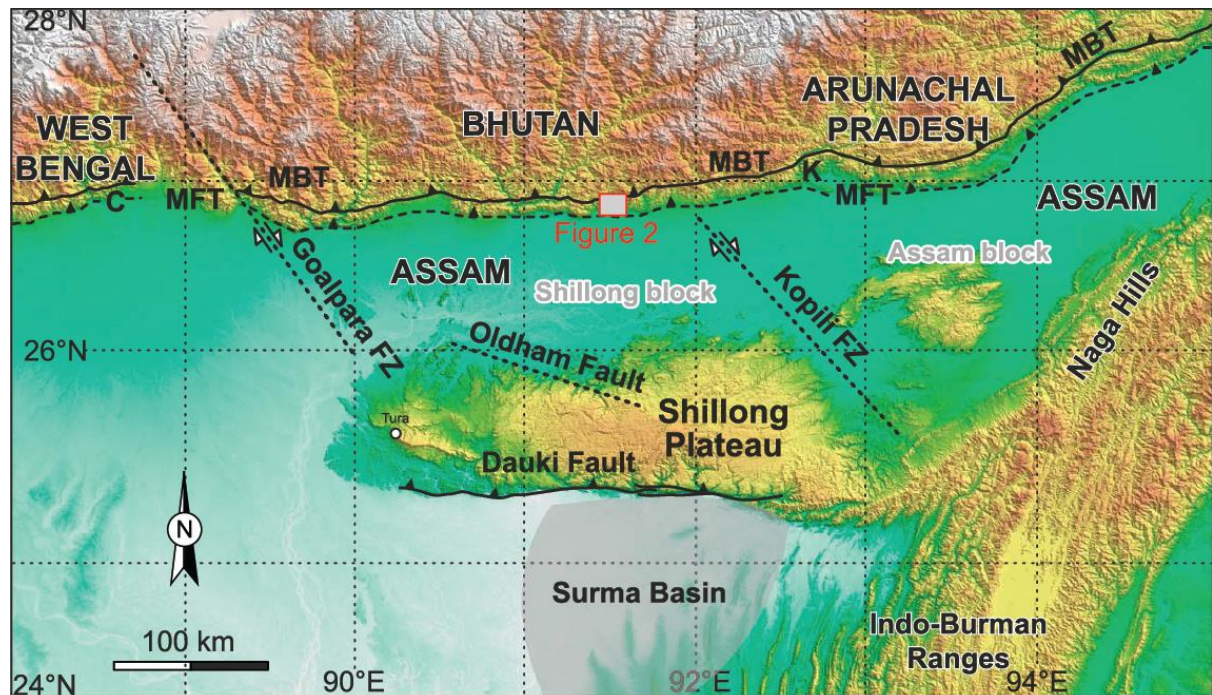 28°N
WEST
BENGAL
BHUTAN
ARUNACHAL
PRADESH
MBT
MBT
MBT
K
C
MFT
MFT
Figure 2
ASSAM
ASSAM
Assam block
Shillong block
Goalpara FZ
Kopili FZ
Naga Hills
26°N
Oldham Fault
Shillong
Plateau
Tura
Dauki Fault
N
Surma Basin
Indo-Burman
Ranges
100 km
24°N
90°E
92°E
94°E